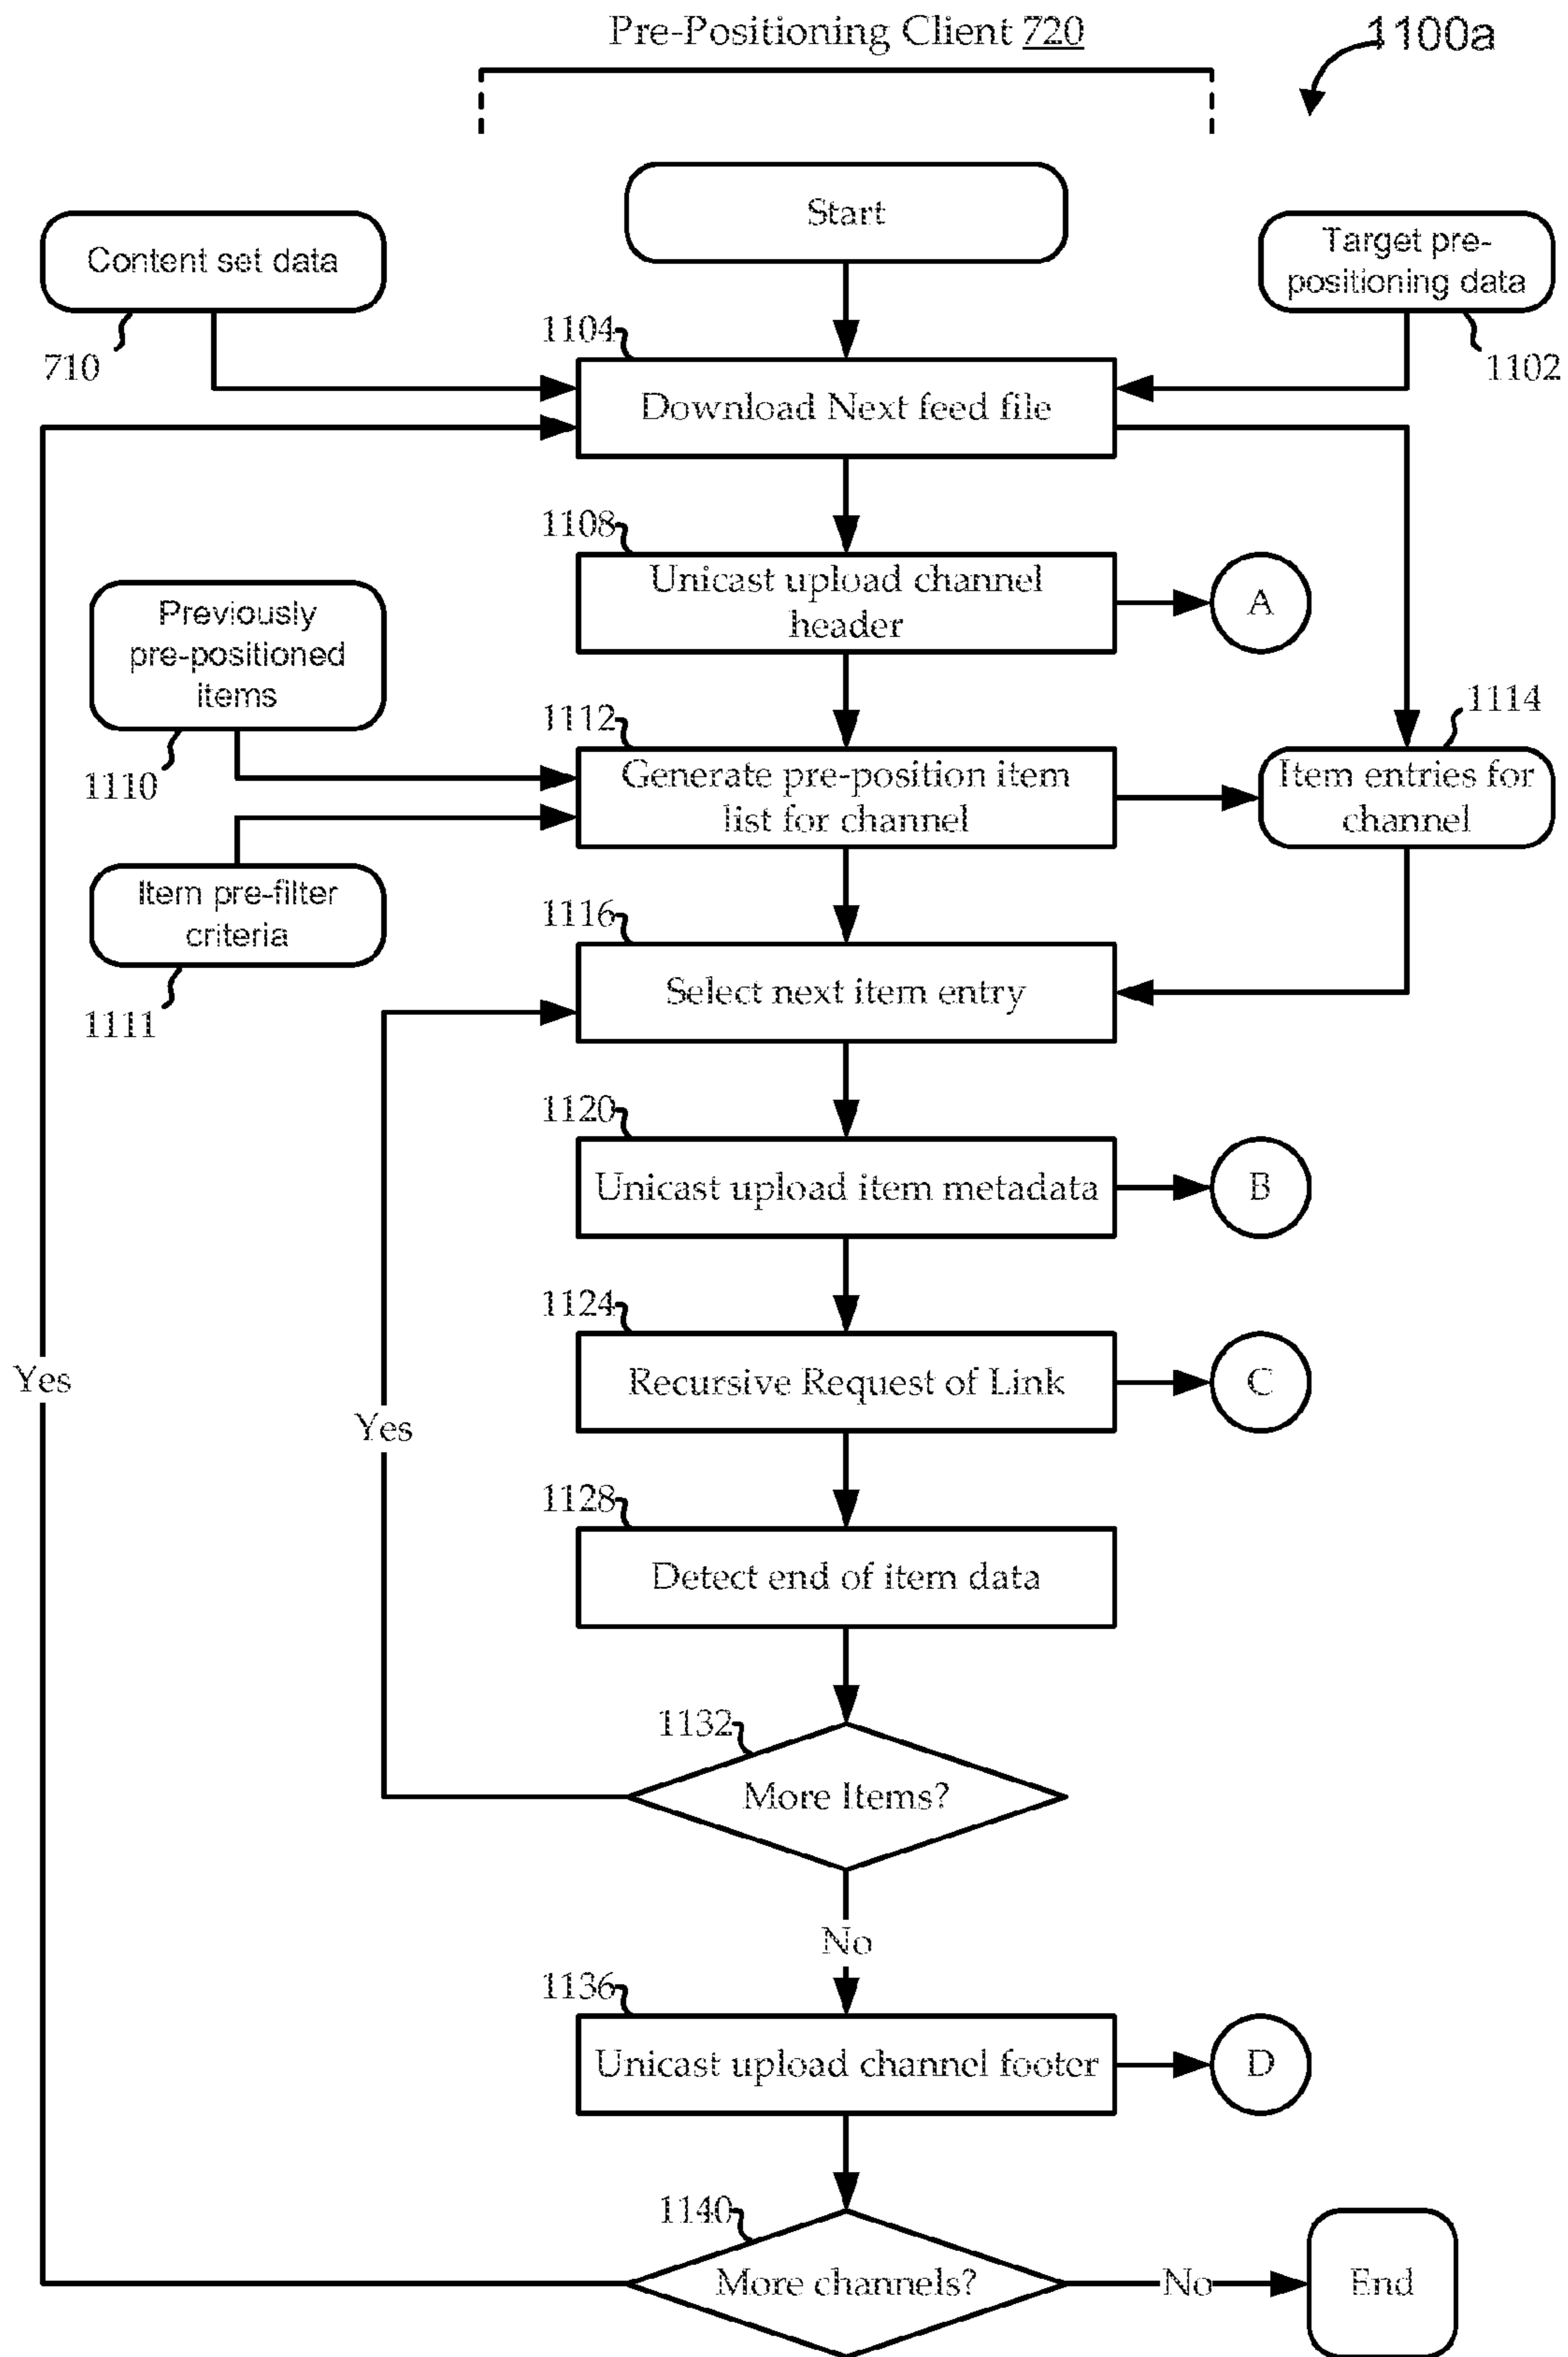 Pre-Positioning Client 720
1100a
Start
Content set data
710
Target pre-
positioning data
1102
1104
Download Next feed file
1108
Unicast upload channel
header
A
Previously
pre-positioned
items
1110
1112
Generate pre-position item
list for channel
1114
Item entries for
channel
Item pre-filter
criteria
1111
1116
Select next item entry
1120
Unicast upload item metadata
B
1124
Recursive Request of Link
C
Yes
Yes
1128
Detect end of item data
1132
More Items?
No
1136
Unicast upload channel footer
D
1140
More channels?
No
End